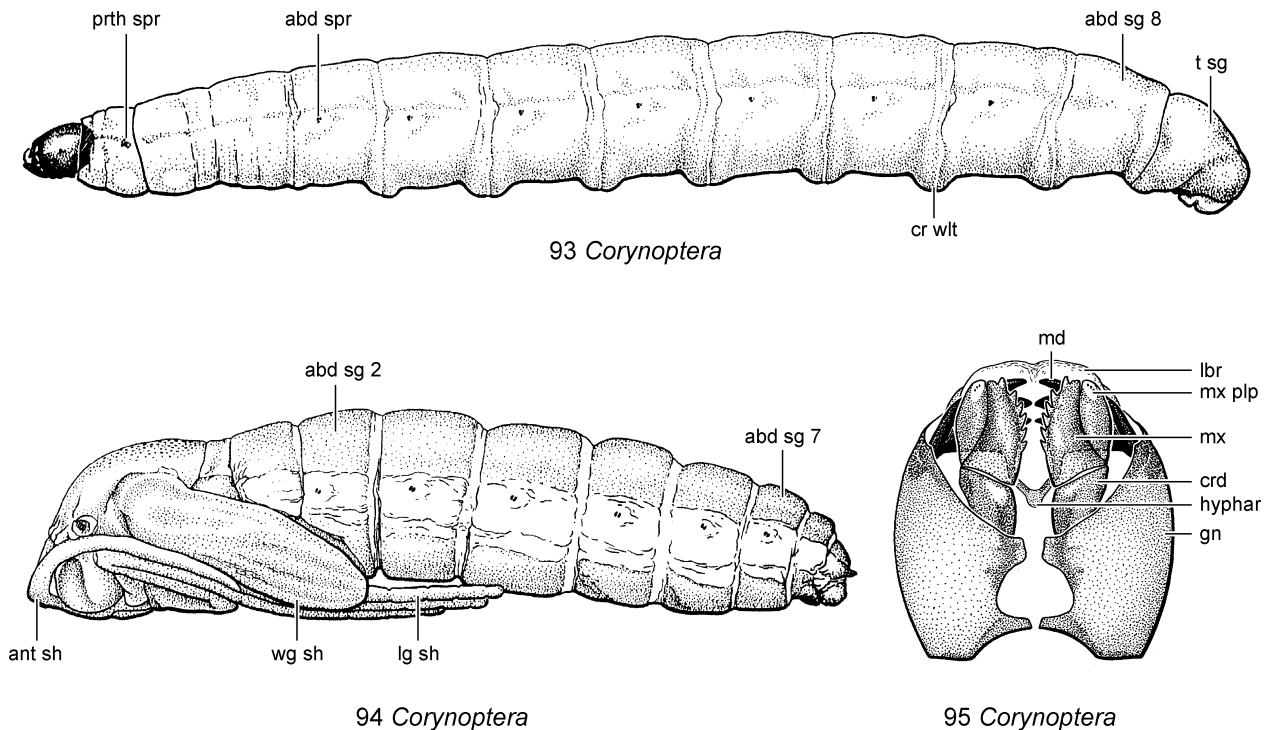 prth spr
abd spr
abd sg 8
t sg
cr wlt
93 Corynoptera
abd sg 2
abd sg 7
ant sh
wg sh
lg sh
94 Corynoptera
md
lbr
mx plp
mx
crd
hyphar
gn
95 Corynoptera